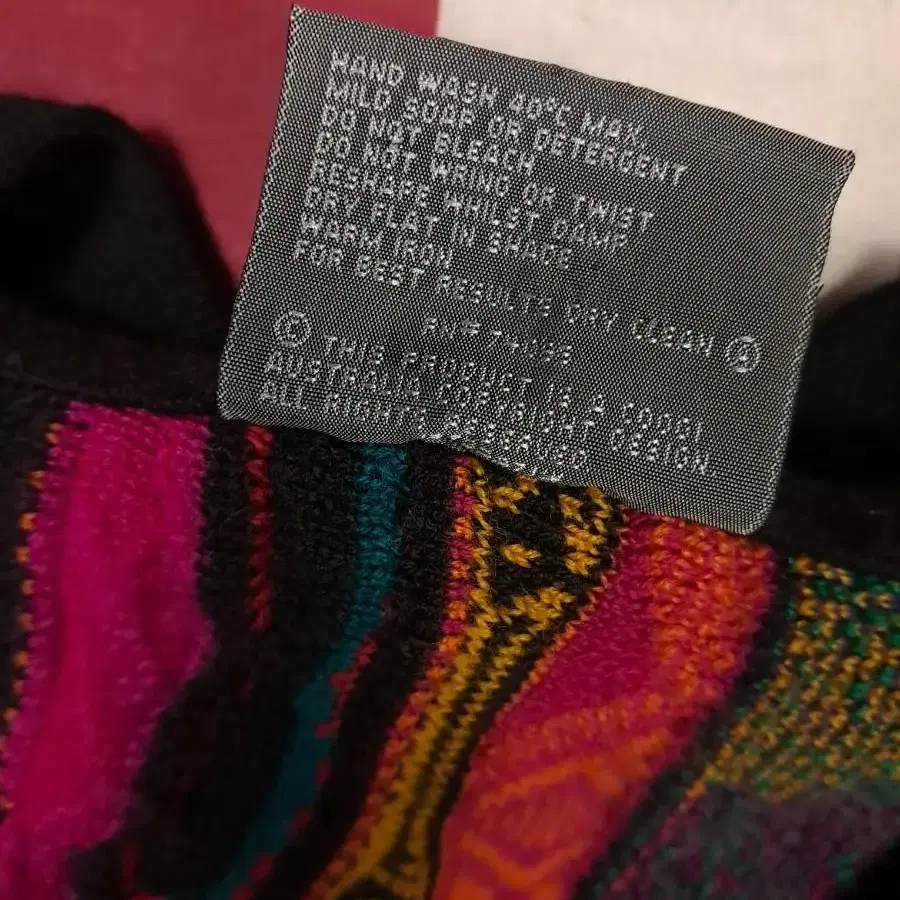 HAND WASH 40°C MAX.
MILD SOAP OR DETERGENT
DO NOT BLEACH
DO NOT WRING OR TWIST
RESHAPE WHILST DAMP
DRY FLAT IN SHADE
WARM IRON
FOR BEST RESULTS DRY CLEAN Ⓐ
© THIS PRODUCT IS A COOGI
AUSTRALIA COPYRIGHT DESIGN
ALL RIGHTS RESERVED